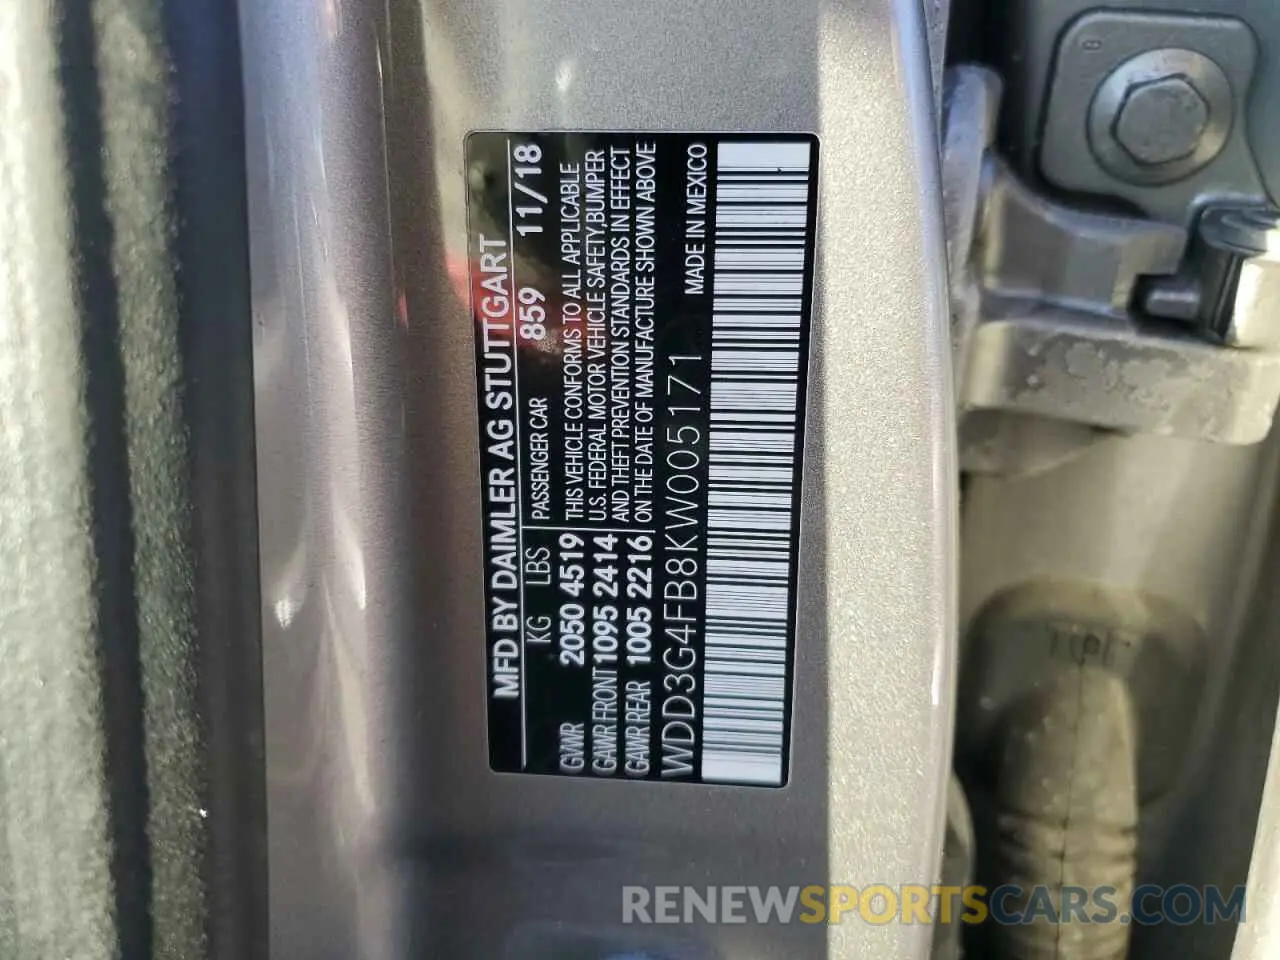 MFD BY DAIMLER AG STUTTGART
KG LBS PASSENGER CAR 859 11/18
GVWR 2050 4519
GAWR FRONT 1095 2414
GAWR REAR 1005 2216
THIS VEHICLE CONFORMS TO ALL APPLICABLE
U.S. FEDERAL MOTOR VEHICLE SAFETY,BUMPER
AND THEFT PREVENTION STANDARDS IN EFFECT
ON THE DATE OF MANUFACTURE SHOWN ABOVE
WDD3G4FB8KW005171 MADE IN MEXICO
8
RENEWSPORTSCARS.COM